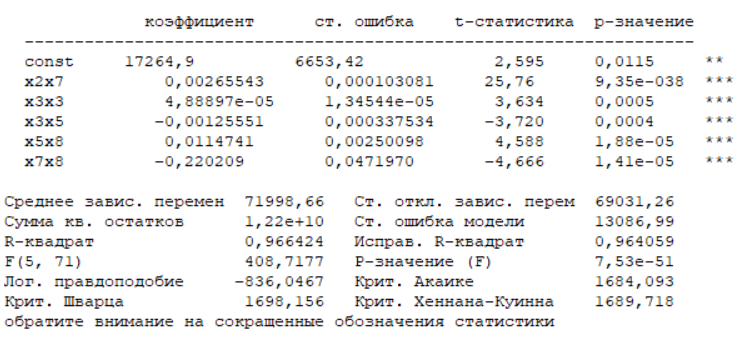 коэффициент ст. ошибка t-статистика p-значение
----------------------------------------------------------------
const 17264,9 6653,42 2,595 0,0115 **
x2x7 0,00265543 0,000103081 25,76 9,35e-038 ***
x3x3 4,88897e-05 1,34544e-05 3,634 0,0005 ***
x3x5 −0,00125551 0,000337534 −3,720 0,0004 ***
x5x8 0,0114741 0,00250098 4,588 1,88e-05 ***
x7x8 −0,220209 0,0471970 −4,666 1,41e-05 ***
Среднее завис. перемен 71998,66 Ст. откл. завис. перем 69031,26
Сумма кв. остатков 1,22e+10 Ст. ошибка модели 13086,99
R-квадрат 0,966424 Исправ. R-квадрат 0,964059
F(5, 71) 408,7177 Р-значение (F) 7,53e-51
Лог. правдоподобие −836,0467 Крит. Акаике 1684,093
Крит. Шварца 1698,156 Крит. Хеннана-Куинна 1689,718
обратите внимание на сокращенные обозначения статистики